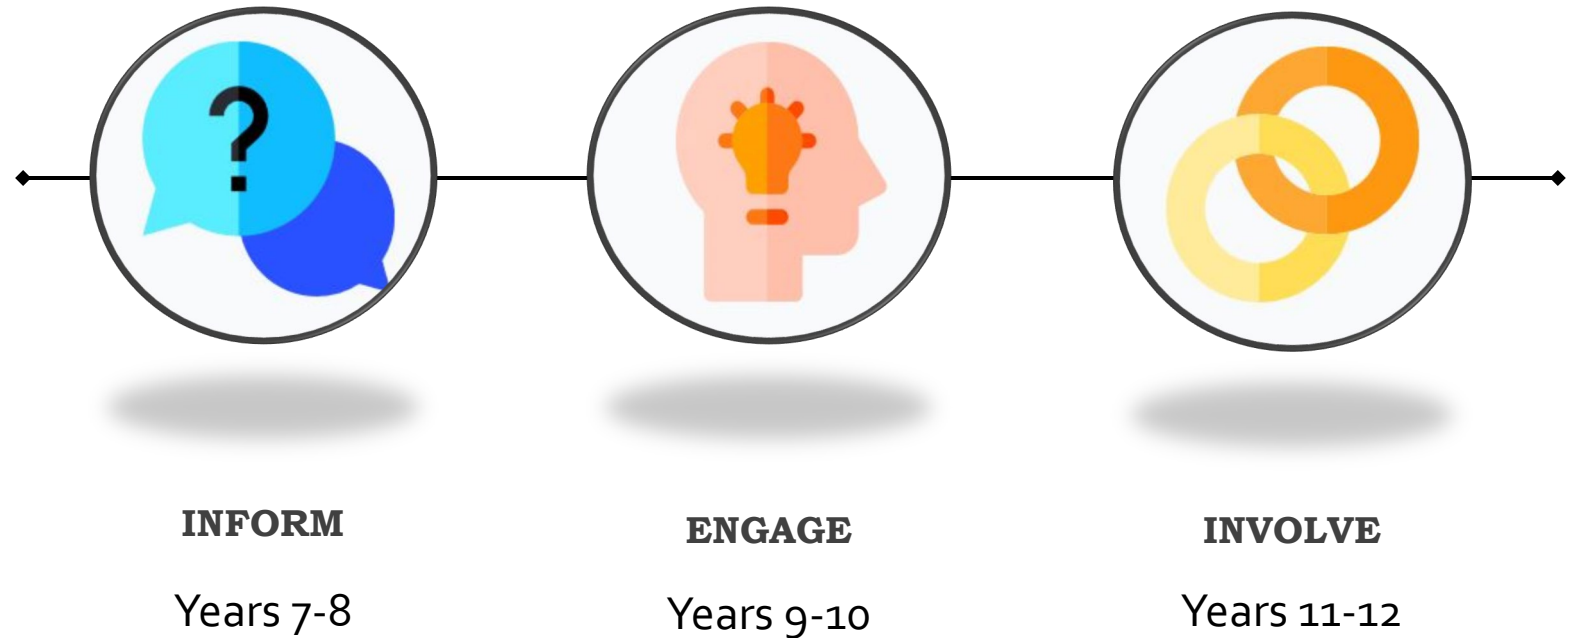 ?
INFORM
Years 7-8
ENGAGE
Years 9-10
INVOLVE
Years 11-12